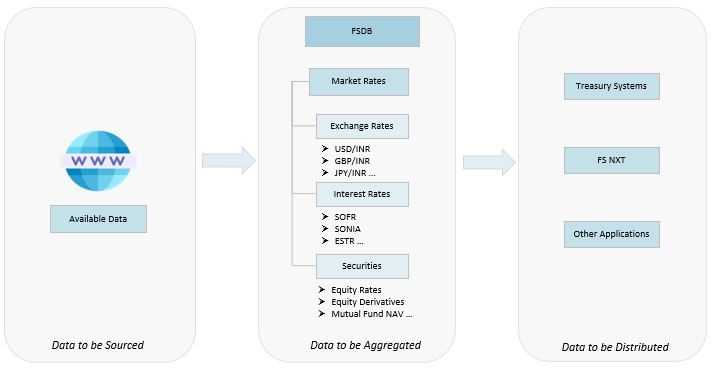 WWW
Available Data
Data to be Sourced
FSDB
Market Rates
Exchange Rates
USD/INR
GBP/INR
JPY/INR ...
Interest Rates
SOFR
SONIA
ESTR ...
Securities
Equity Rates
Equity Derivatives
Mutual Fund NAV ...
Data to be Aggregated
Treasury Systems
FS NXT
Other Applications
Data to be Distributed